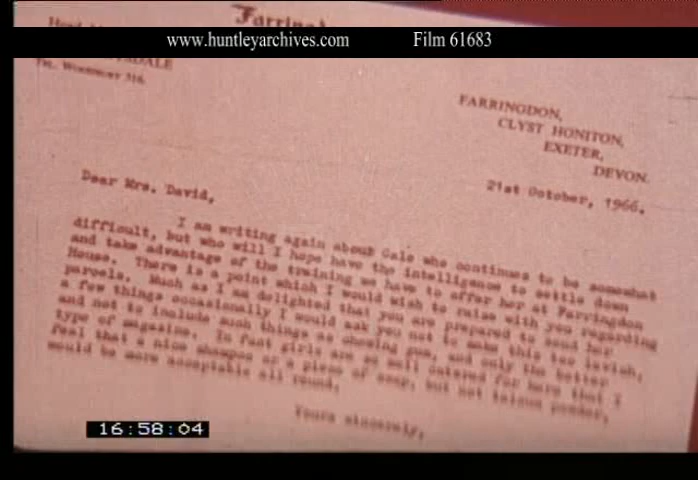 Farringd
www.huntleyarchives.com Film 61683
FARRINGDON,
CLYST HONITON,
EXETER,
DEVON.
21st October, 1966.
Dear Mrs. David,
I am writing again about Gale who continues to be somewhat
difficult, but who will I hope have the intelligence to settle down
and take advantage of the training we have to offer her at Farringdon
House. There is a point which I would wish to raise with you regarding
parcels. Much as I am delighted that you are prepared to send her
a few things occasionally I would ask you not to make this too lavish,
and not to include such things as chewing gum, and only the better
type of magazine. In fact girls are so well catered for here that I
feel that a nice shampoo or a piece of soap, but not talcum powder,
would be more acceptable all round.
Yours sincerely,
16:58:04